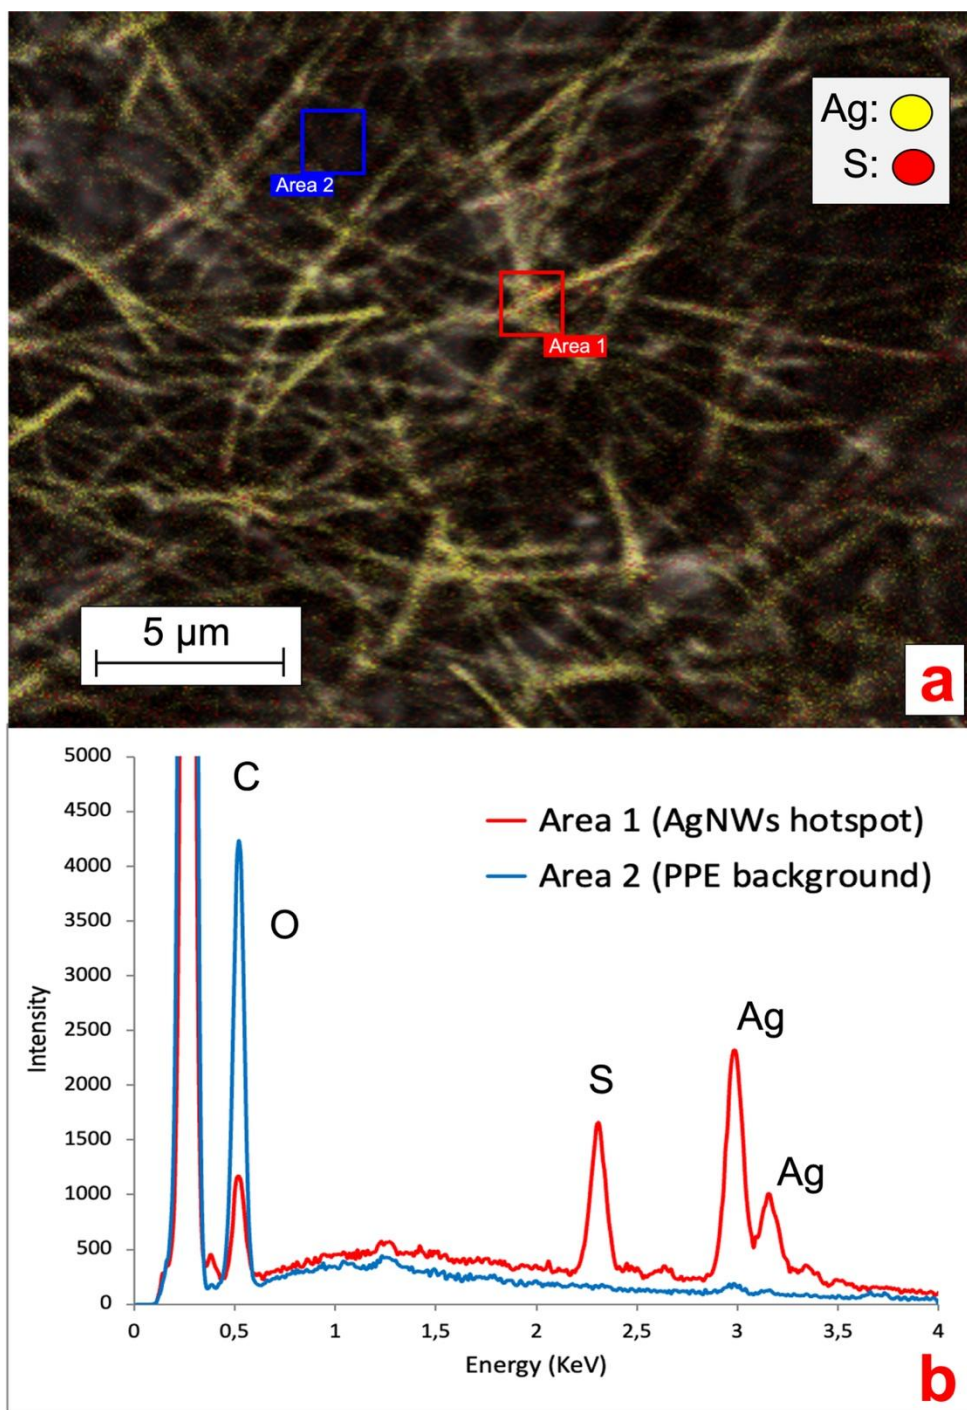 Ag:
S:
Area 2
Area 1
5 µm
a
5000
4500
4000
3500
3000
2500
2000
1500
1000
500
0
Intensity
C
O
S
Ag
Ag
Area 1 (AgNWs hotspot)
Area 2 (PPE background)
0
0,5
1
1,5
2
2,5
3
3,5
4
Energy (KeV)
b